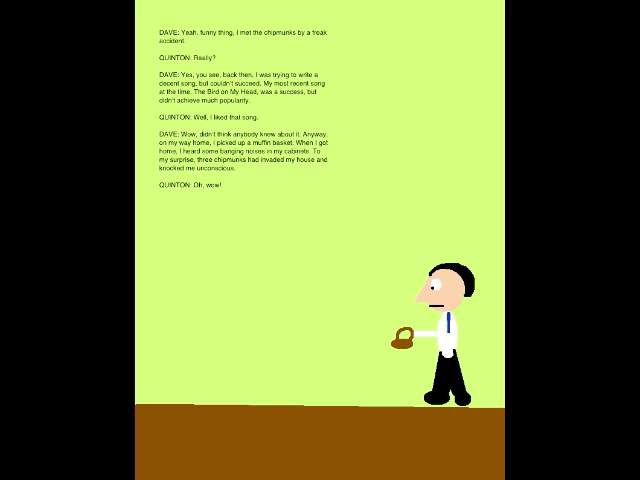 DAVE: Yeah, funny thing, I met the chipmunks by a freak
accident.
QUINTON: Really?
DAVE: Yes, you see, back then, I was trying to write a
decent song, but couldn't succeed. My most recent song
at the time, The Bird on My Head, was a success, but
didn't achieve much popularity.
QUINTON: Well, I liked that song.
DAVE: Wow, didn't think anybody knew about it. Anyway,
on my way home, I picked up a muffin basket. When I got
home, I heard some banging noises in my cabinets. To
my surprise, three chipmunks had invaded my house and
knocked me unconscious.
QUINTON: Oh, wow!